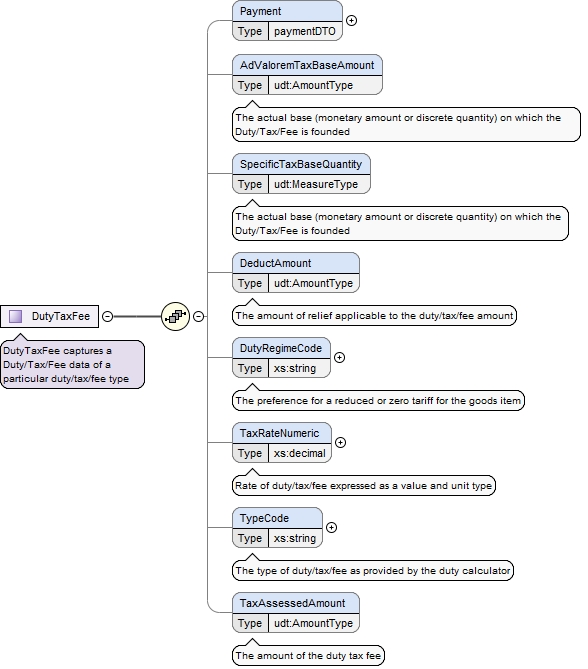 Payment
Type paymentDTO
AdValoremTaxBaseAmount
Type udt:AmountType
The actual base (monetary amount or discrete quantity) on which the
Duty/Tax/Fee is founded
SpecificTaxBaseQuantity
Type udt:MeasureType
The actual base (monetary amount or discrete quantity) on which the
Duty/Tax/Fee is founded
DeductAmount
Type udt:AmountType
The amount of relief applicable to the duty/tax/fee amount
DutyTaxFee
DutyTaxFee captures a
Duty/Tax/Fee data of a
particular duty/tax/fee type
DutyRegimeCode
Type xs:string
The preference for a reduced or zero tariff for the goods item
TaxRateNumeric
Type xs:decimal
Rate of duty/tax/fee expressed as a value and unit type
TypeCode
Type xs:string
The type of duty/tax/fee as provided by the duty calculator
TaxAssessedAmount
Type udt:AmountType
The amount of the duty tax fee